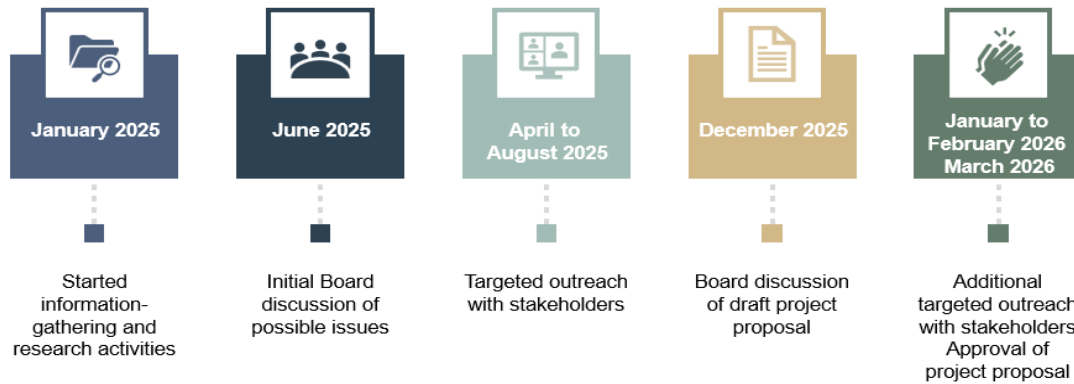 January 2025
June 2025
April to
August 2025
December 2025
January to
February 2026
March 2026
Started
information-
gathering and
research activities
Initial Board
discussion of
possible issues
Targeted outreach
with stakeholders
Board discussion
of draft project
proposal
Additional
targeted outreach
with stakeholders
Approval of
project proposal